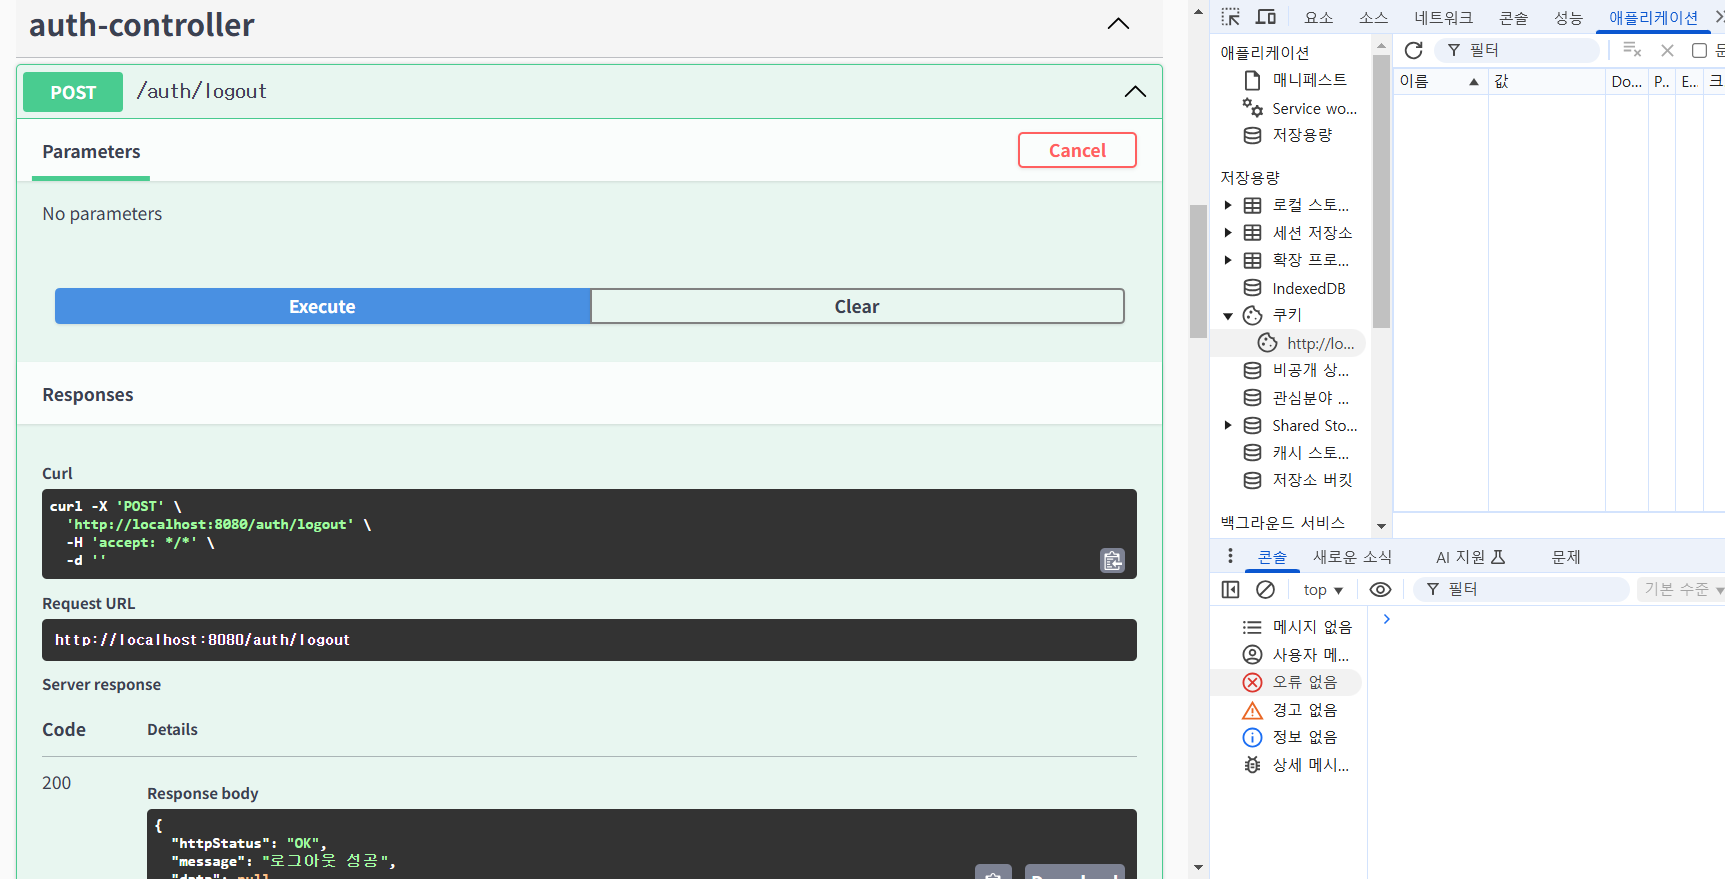 auth-controller
POST /auth/logout
Parameters
Cancel
No parameters
Execute
Clear
Responses
Curl
curl -X 'POST' \
'http://localhost:8080/auth/logout' \
-H 'accept: */*' \
-d ''
Request URL
http://localhost:8080/auth/logout
Server response
Code Details
200
Response body
{
"httpStatus": "OK",
"message": "로그아웃 성공",
"data": null
Download
요소 소스 네트워크 콘솔 성능 애플리케이션
애플리케이션
매니페스트
Service wo...
저장용량
저장용량
로컬 스토...
세션 저장소
확장 프로...
IndexedDB
쿠키
http://lo...
비공개 상...
관심분야 ...
Shared Sto...
캐시 스토...
저장소 버킷
백그라운드 서비스
필터
이름 값 Do... P.. E... 크
콘솔 새로운 소식 AI 지원 문제
top 필터 기본 수준
메시지 없음
사용자 메...
오류 없음
경고 없음
정보 없음
상세 메시...